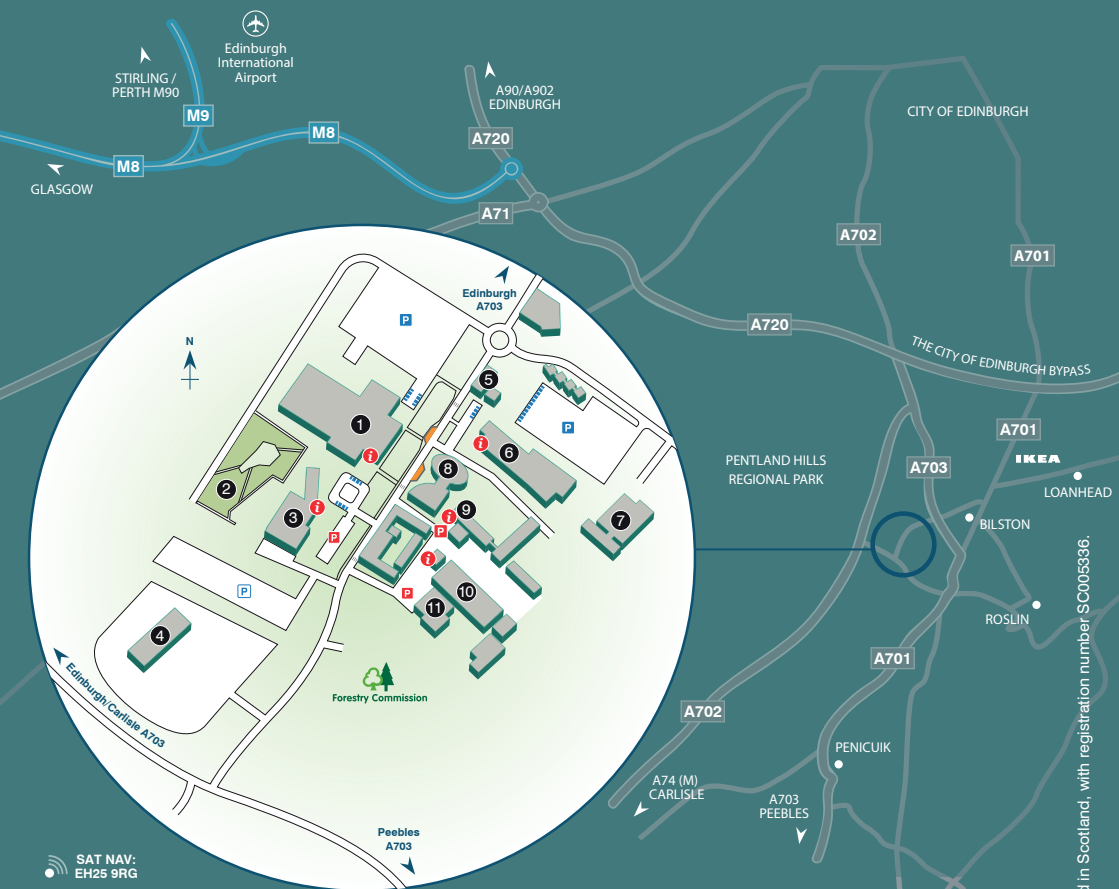 Edinburgh
International
Airport
STIRLING /
PERTH M90
M9
M8
M8
GLASGOW
A90/A902
EDINBURGH
A720
A71
CITY OF EDINBURGH
A702
A701
A720
THE CITY OF EDINBURGH BYPASS
A701
A703
IKEA
LOANHEAD
PENTLAND HILLS
REGIONAL PARK
BILSTON
ROSLIN
A701
A702
PENICUIK
A74 (M)
CARLISLE
A703
PEEBLES
Edinburgh
A703
N
P
5
1
i
P
i
6
8
2
3
i
i
9
7
P
P
i
10
P
P
11
4
Forestry Commission
Edinburgh/Carlisle A703
Peebles
A703
SAT NAV:
EH25 9RG
d in Scotland, with registration number SC005336.